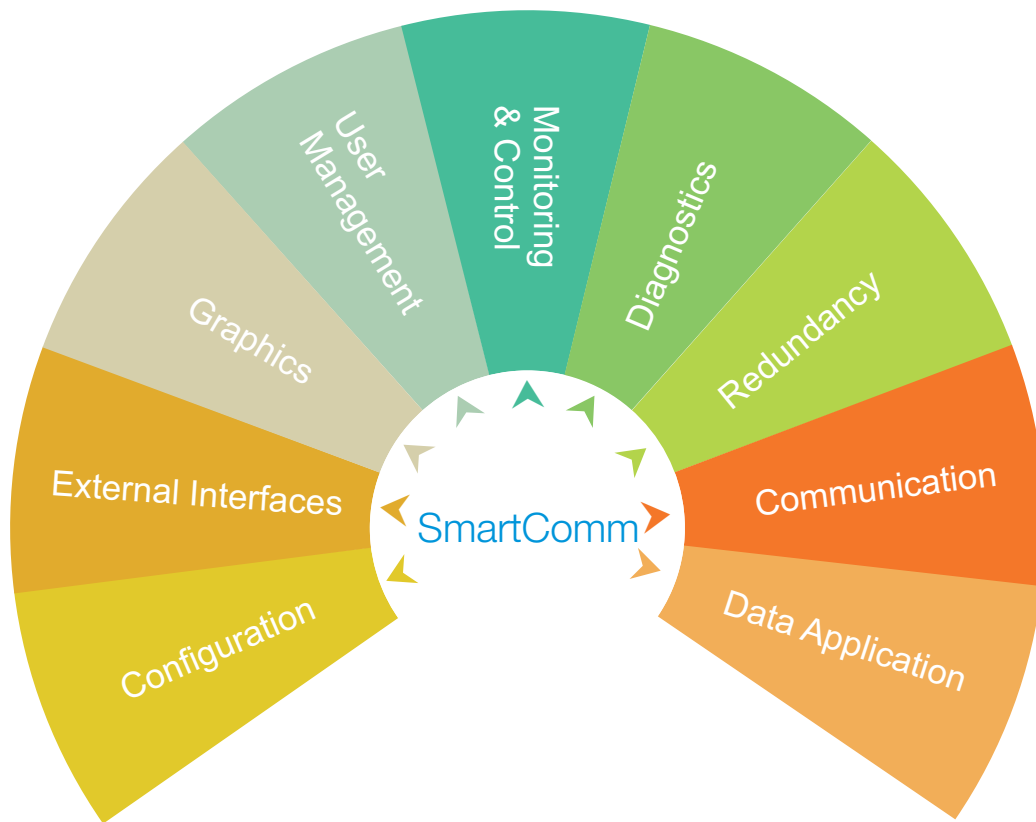 Configuration
External Interfaces
Graphics
User
Management
Monitoring
& Control
Diagnostics
Redundancy
Communication
Data Application
SmartComm